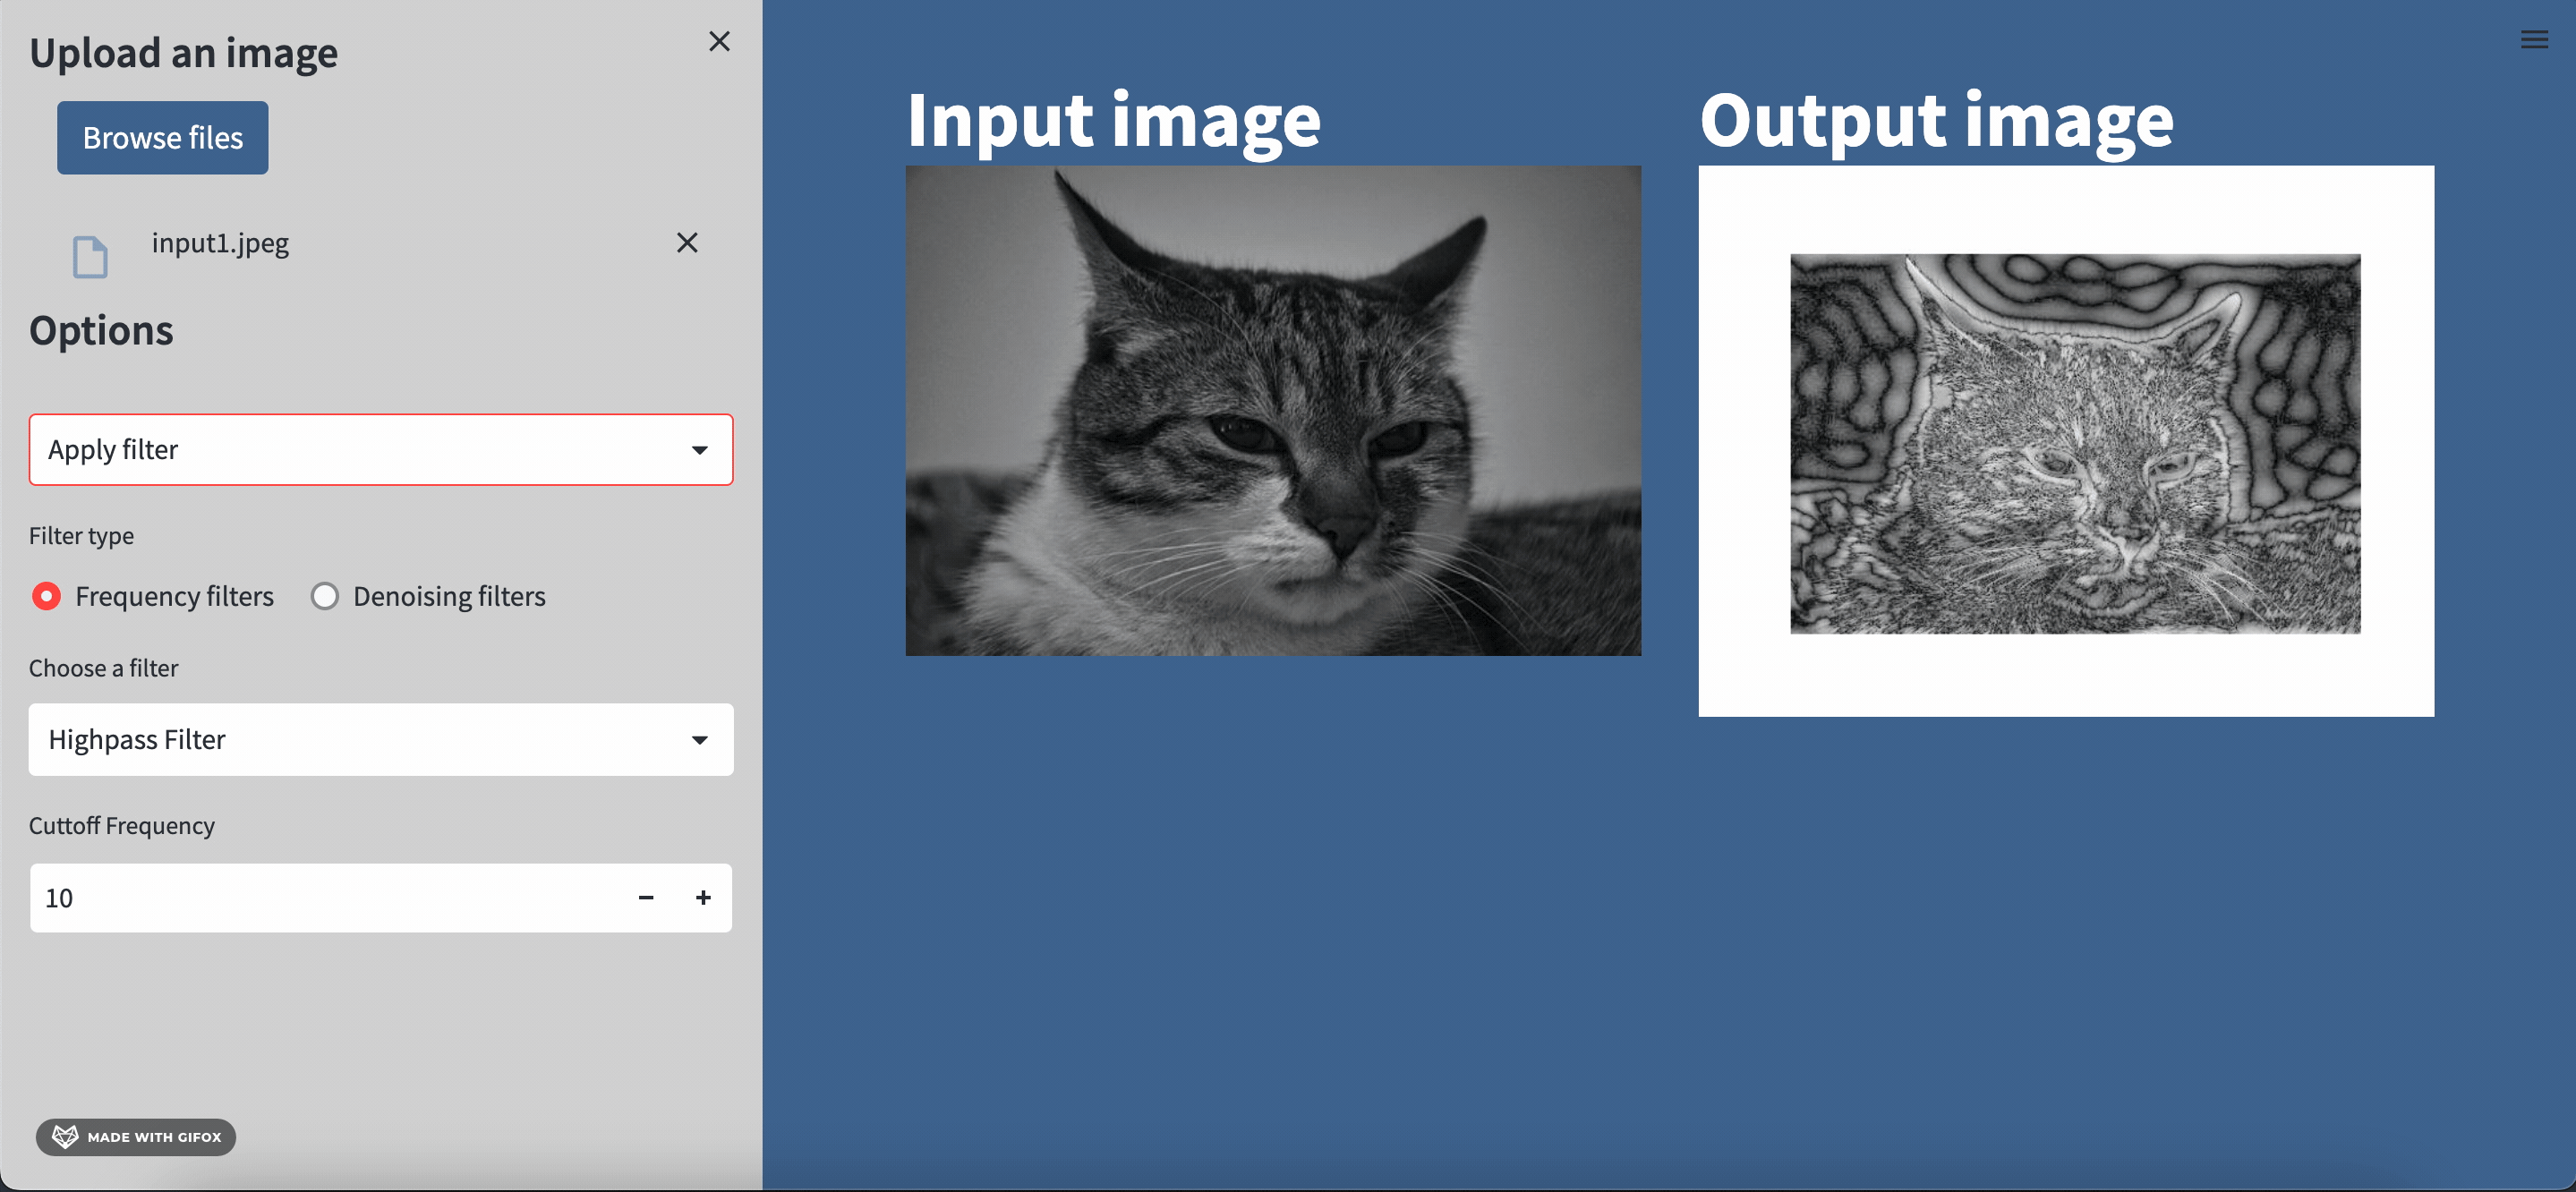 Upload an image
Browse files
input1.jpeg
Options
Apply filter
Filter type
Frequency filters
Denoising filters
Choose a filter
Highpass Filter
Cuttoff Frequency
10
MADE WITH GIFOX
Input image
Output image